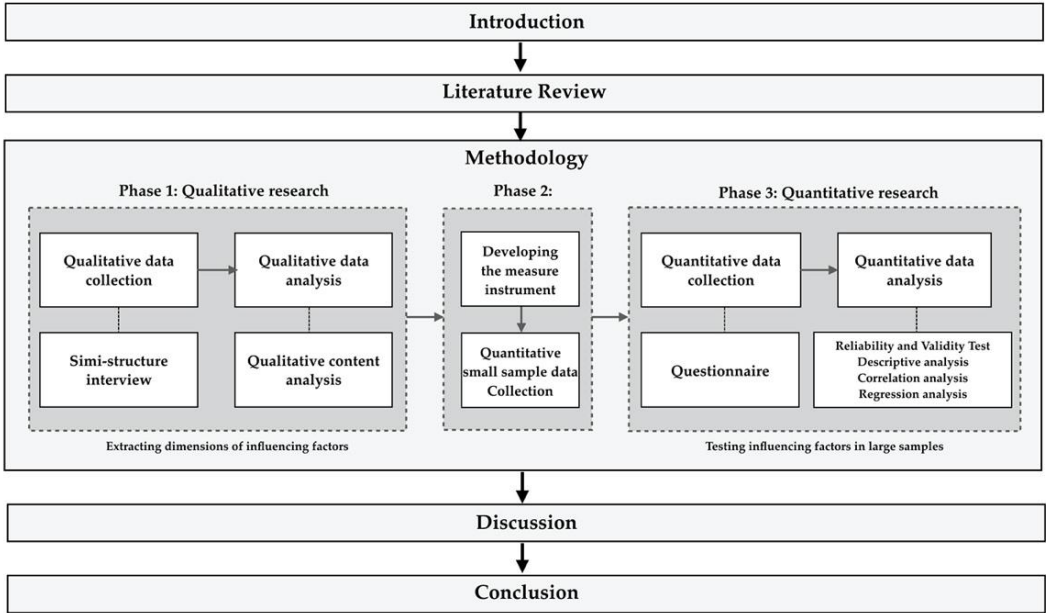 Introduction
Literature Review
Methodology
Phase 1: Qualitative research
Qualitative data
collection
Qualitative data
analysis
Simi-structure
interview
Qualitative content
analysis
Extracting dimensions of influencing factors
Phase 2:
Developing
the measure
instrument
Quantitative
small sample data
Collection
Phase 3: Quantitative research
Quantitative data
collection
Quantitative data
analysis
Questionnaire
Reliability and Validity Test
Descriptive analysis
Correlation analysis
Regression analysis
Testing influencing factors in large samples
Discussion
Conclusion